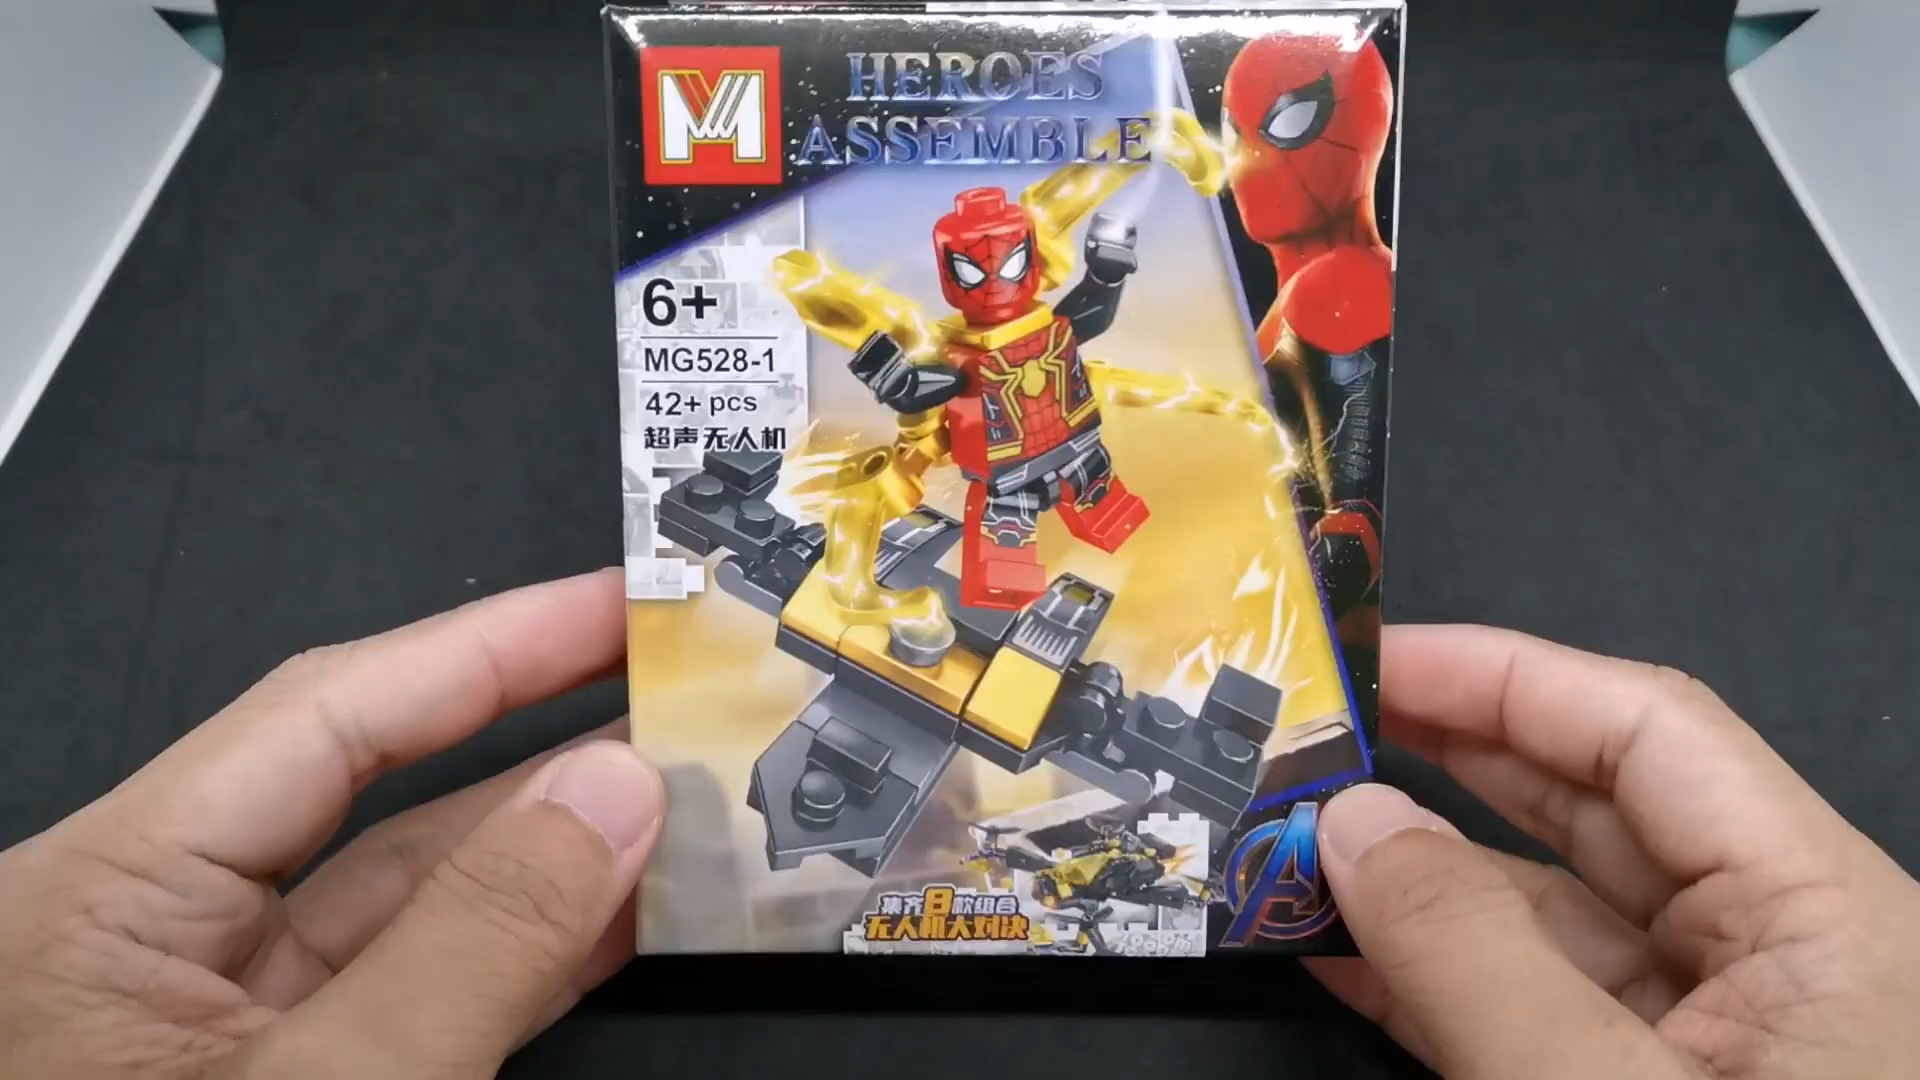 HEROES
ASSEMBLE
6+
MG528-1
42+ pcs
超声无人机
集齐8款组合
无人机大对决